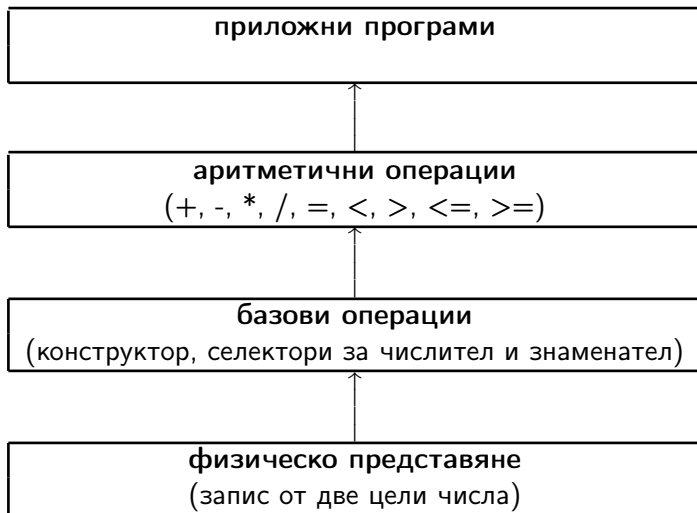 приложни програми
аритметични операции
(+, -, *, /, =, <, >, <=, >=)
базови операции
(конструктор, селектори за числител и знаменател)
физическо представяне
(запис от две цели числа)